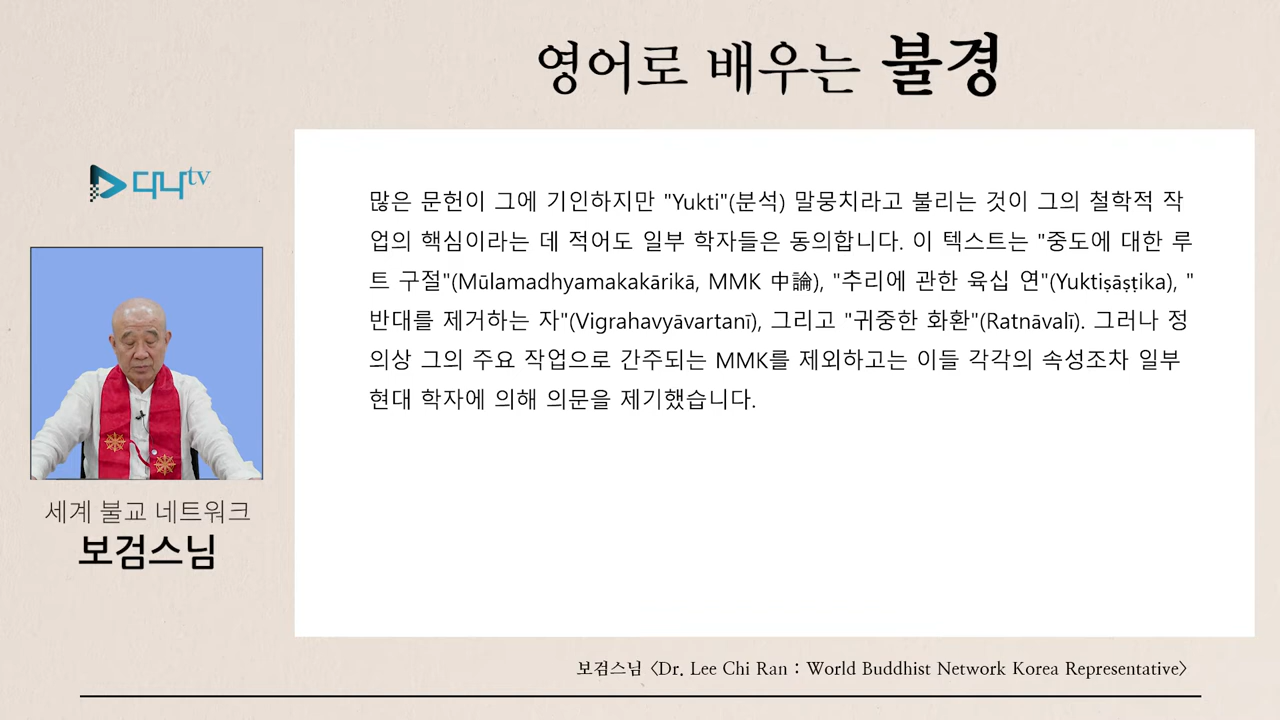 영어로 배우는 불경
디나tv
많은 문헌이 그에 기인하지만 "Yukti"(분석) 말뭉치라고 불리는 것이 그의 철학적 작
업의 핵심이라는 데 적어도 일부 학자들은 동의합니다. 이 텍스트는 "중도에 대한 루
트 구절"(Mūlamadhyamakakārikā, MMK 中論), "추리에 관한 육십 연"(Yuktiṣāṣṭika), "
반대를 제거하는 자"(Vigrahavyāvartanī), 그리고 "귀중한 화환"(Ratnāvalī). 그러나 정
의상 그의 주요 작업으로 간주되는 MMK를 제외하고는 이들 각각의 속성조차 일부
현대 학자에 의해 의문을 제기했습니다.
세계 불교 네트워크
보검스님
보검스님 <Dr. Lee Chi Ran : World Buddhist Network Korea Representative>